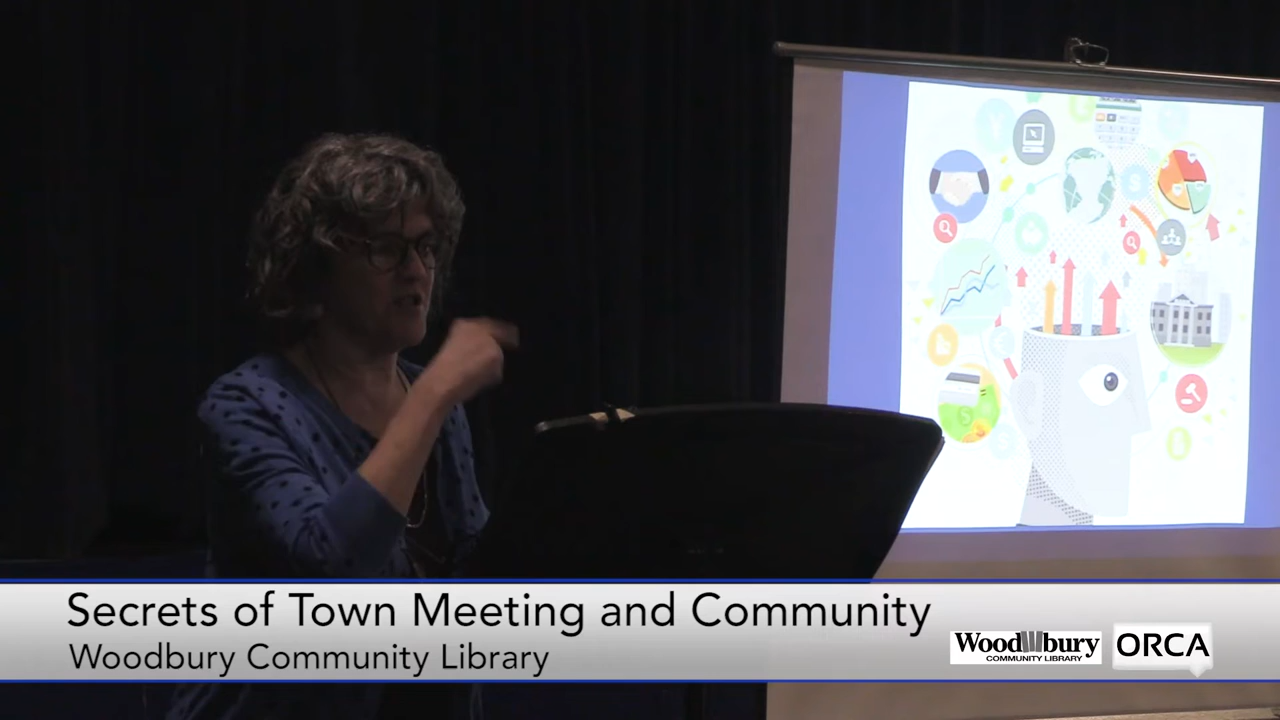 Secrets of Town Meeting and Community
Woodbury Community Library
Woodbury
COMMUNITY LIBRARY
ORCA